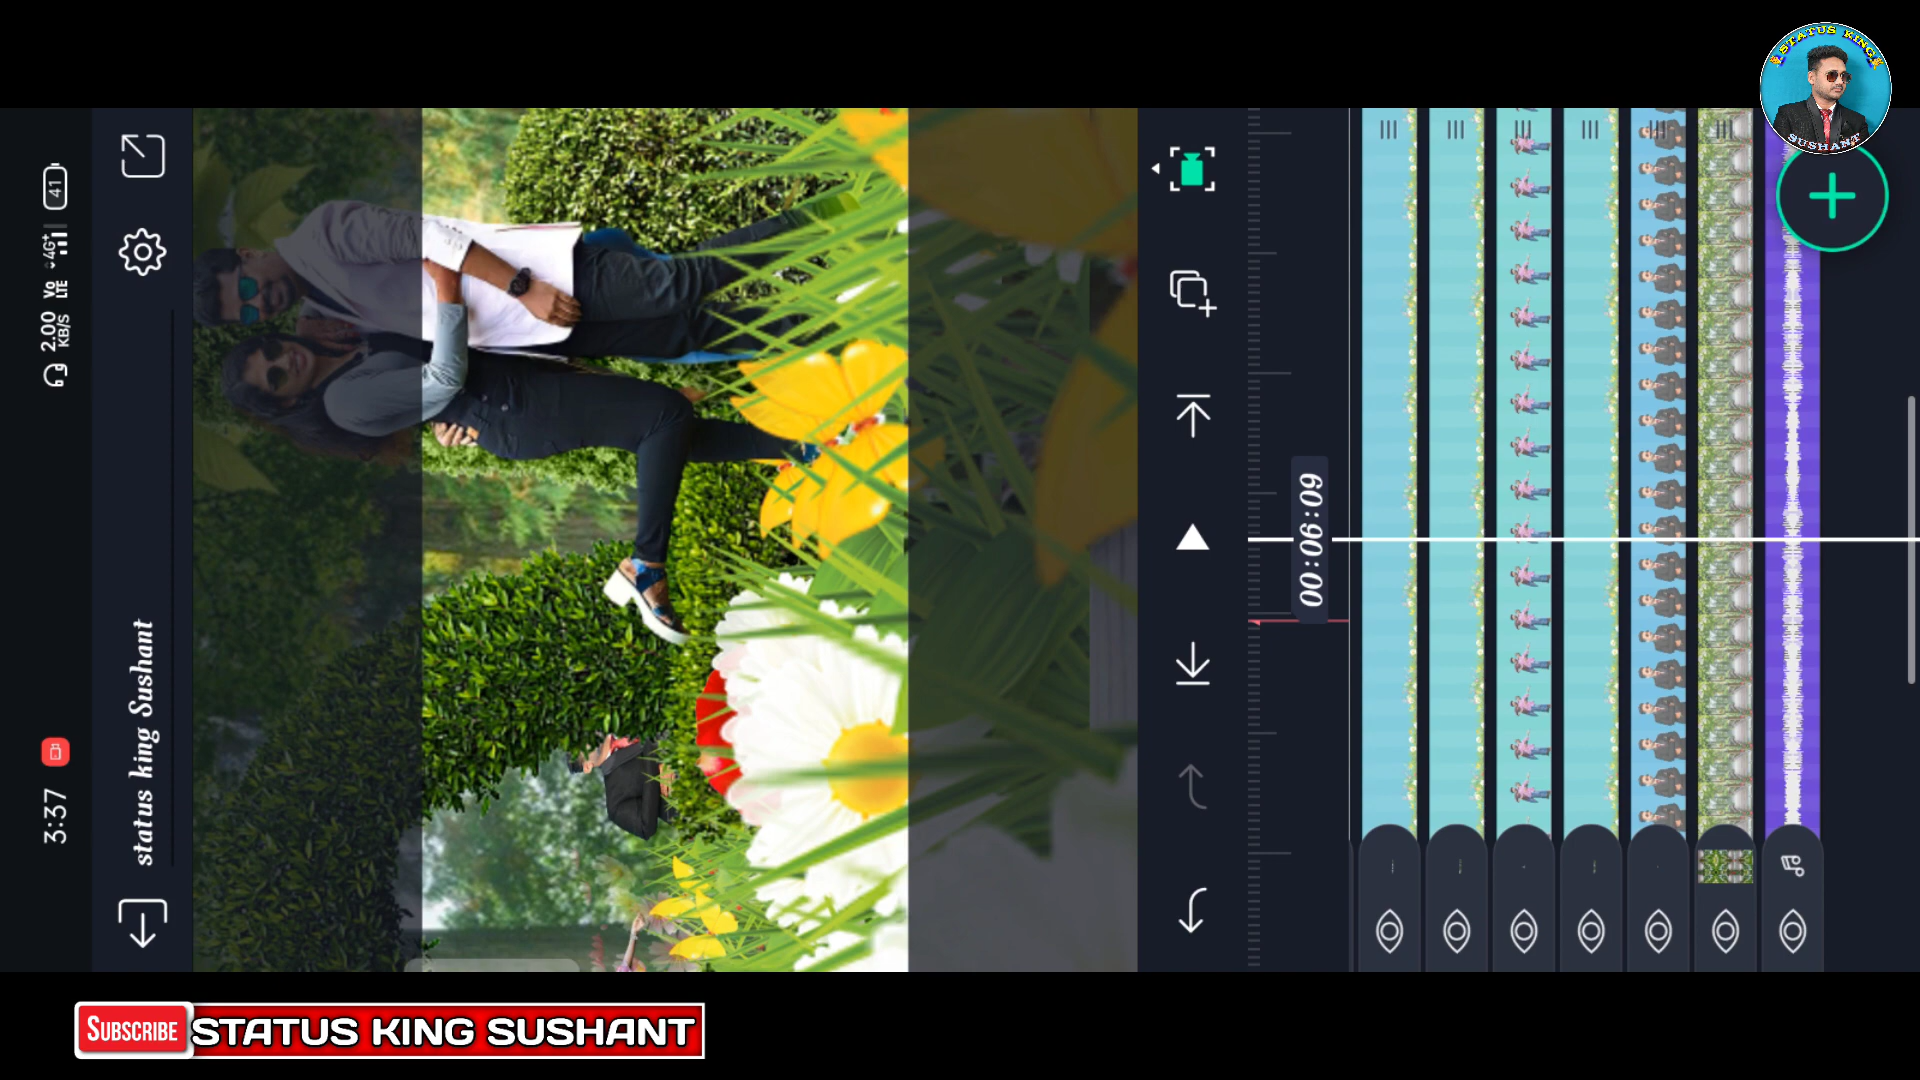 STATUS KING
SUSHANT
3:37
2.00
KB/S
Vo
LTE
4G+
41
status king Sushant
00:06:09
SUBSCRIBE
STATUS KING SUSHANT